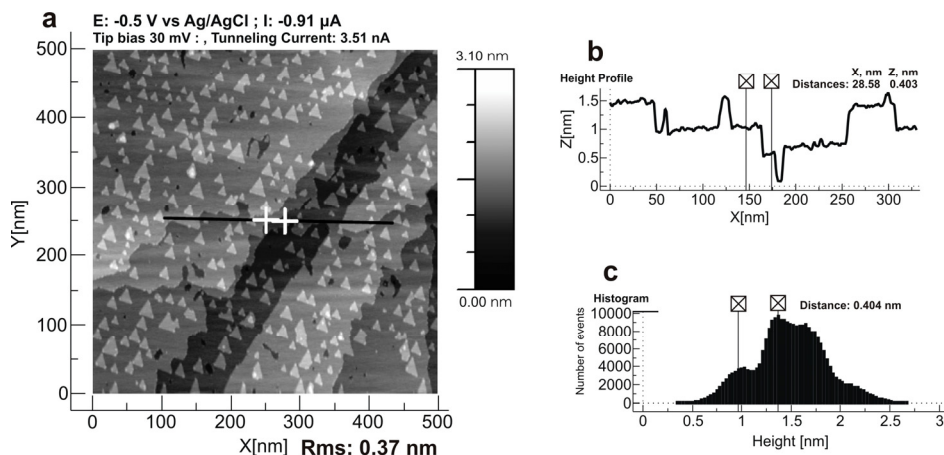 a
E: -0.5 V vs Ag/AgCl ; I: -0.91 µA
Tip bias 30 mV : , Tunneling Current: 3.51 nA
500
400
300
200
100
0
Y[nm]
0 100 200 300 400 500
X[nm] Rms: 0.37 nm
3.10 nm
0.00 nm
b
Height Profile
X, nm Z, nm
Distances: 28.58 0.403
1.5
1
0.5
0
Z[nm]
0 50 100 150 200 250 300
X[nm]
c
Histogram
Distance: 0.404 nm
10000
8000
6000
4000
2000
0
Number of events
0 0.5 1 1.5 2 2.5 3
Height [nm]